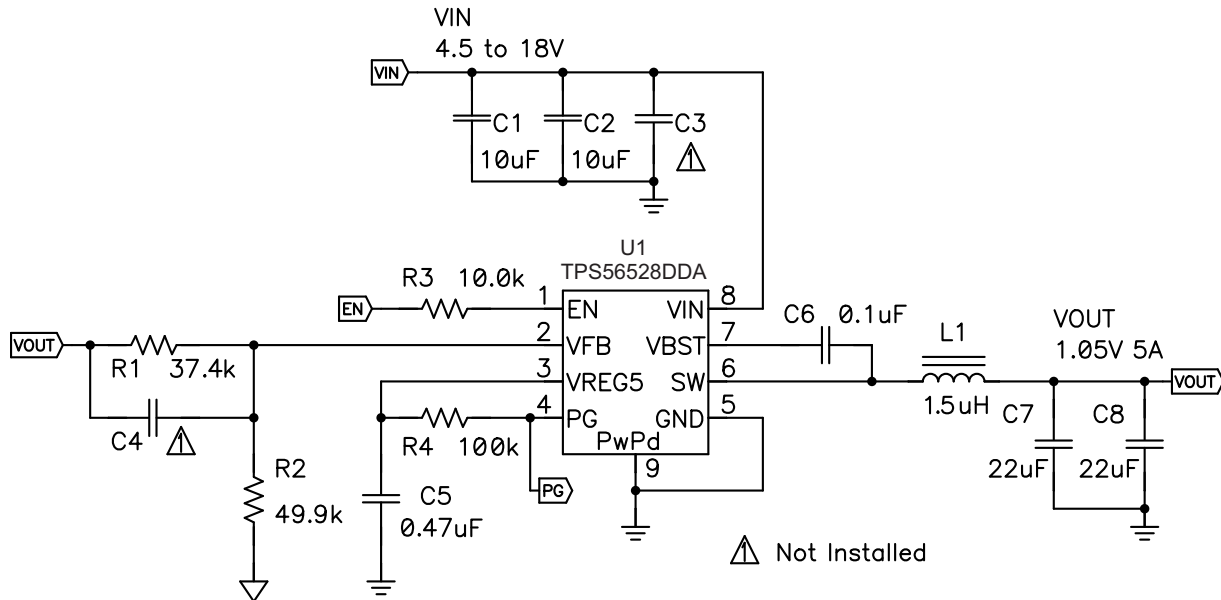 VIN
4.5 to 18V
VIN
C1
C2
C3
10uF
10uF
1
U1
TPS56528DDA
R3 10.0k
EN
1
EN
VIN
8
C6 0.1uF
VOUT
R1 37.4k
2
VFB
VBST
7
L1
VOUT
1.05V 5A
3
VREG5
SW
6
VOUT
1.5uH
C4
1
R4 100k
4
PG
GND
5
C7
C8
22uF
22uF
PwPd
9
PG
R2
49.9k
C5
0.47uF
1 Not Installed